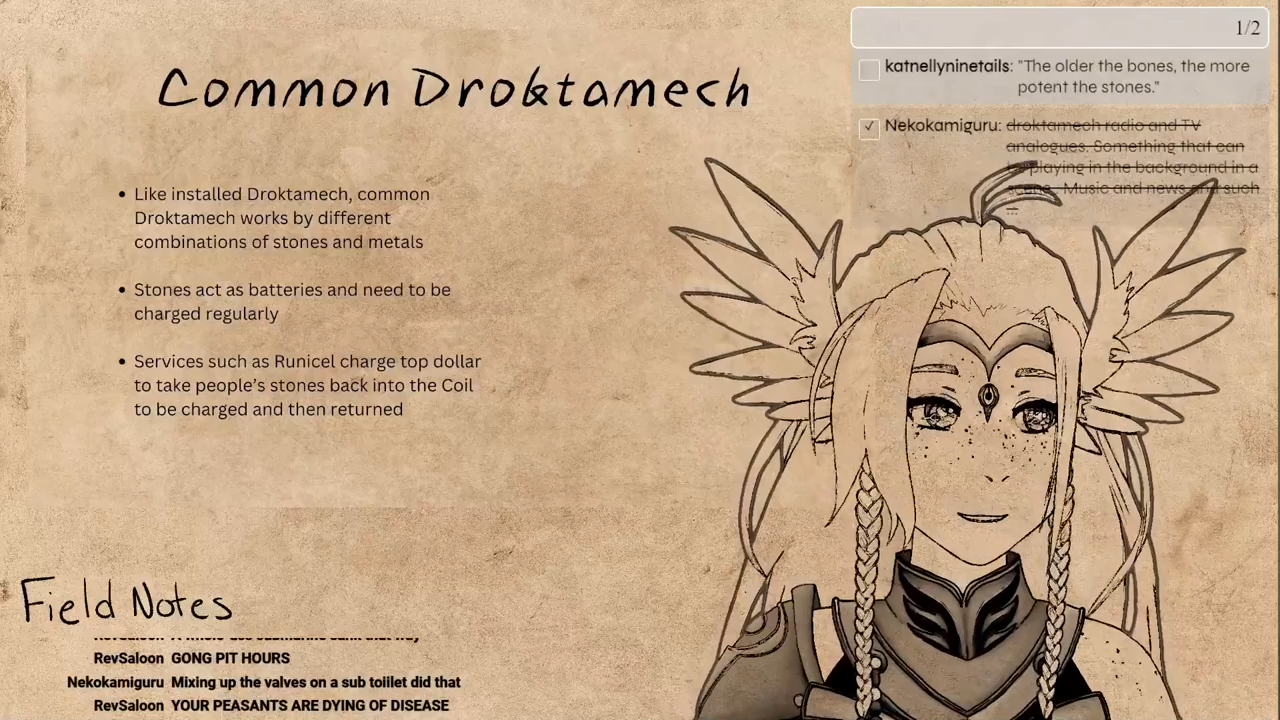 Common Droktamech
• Like installed Droktamech, common
Droktamech works by different
combinations of stones and metals
• Stones act as batteries and need to be
charged regularly
• Services such as Runicel charge top dollar
to take people's stones back into the Coil
to be charged and then returned
1/2
katnellyninetails: "The older the bones, the more
potent the stones."
Nekokamiguru: droktamech radio and TV
analogues. Something that can
be playing in the background in a
scene. Music and news and such
Field Notes
RevSaloon GONG PIT HOURS
Nekokamiguru Mixing up the valves on a sub toiilet did that
RevSaloon YOUR PEASANTS ARE DYING OF DISEASE